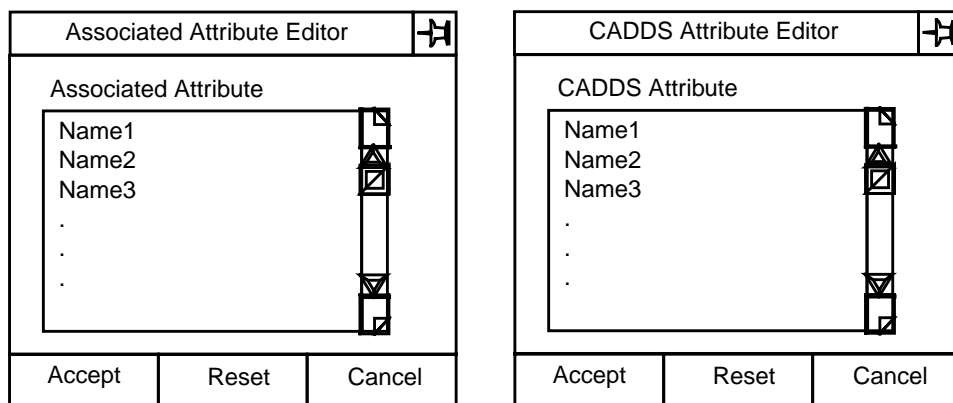 Associated Attribute Editor
Associated Attribute
Name1
Name2
Name3
.
.
.
Accept Reset Cancel
CADDS Attribute Editor
CADDS Attribute
Name1
Name2
Name3
.
.
.
Accept Reset Cancel